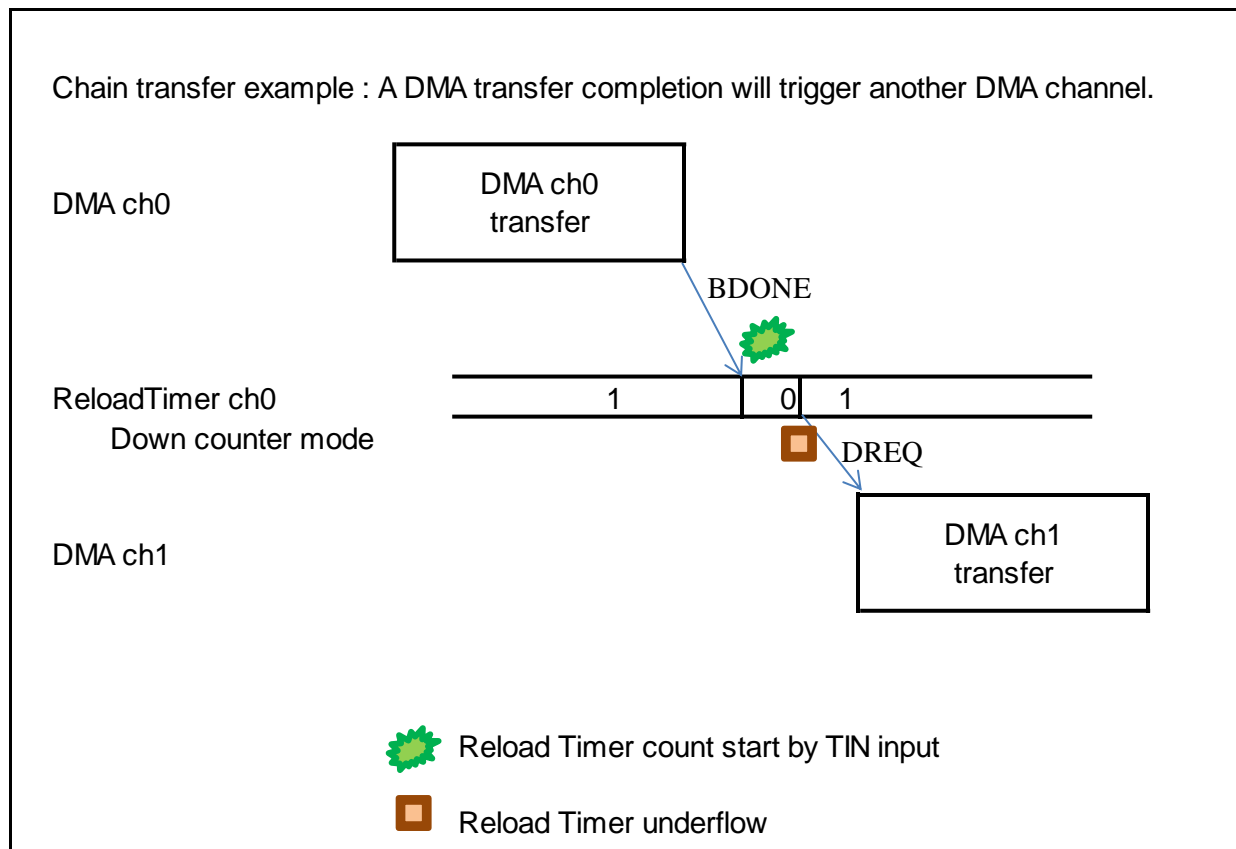 Chain transfer example : A DMA transfer completion will trigger another DMA channel.
DMA ch0
DMA ch0
transfer
BDONE
ReloadTimer ch0
Down counter mode
1
0
1
DREQ
DMA ch1
DMA ch1
transfer
Reload Timer count start by TIN input
Reload Timer underflow